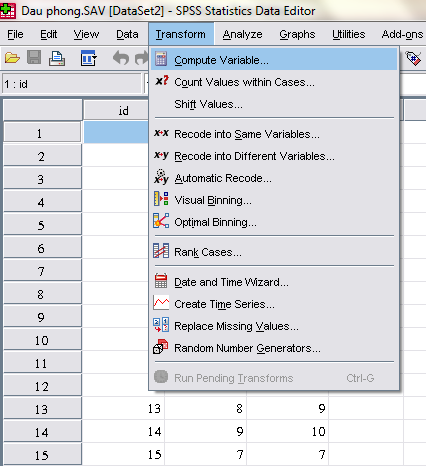 Dau phong.SAV [DataSet2] - SPSS Statistics Data Editor
File Edit View Data Transform Analyze Graphs Utilities Add-ons
1 : id
id
Compute Variable...
Count Values within Cases...
Shift Values...
Recode into Same Variables...
Recode into Different Variables...
Automatic Recode...
Visual Binning...
Optimal Binning...
Rank Cases...
Date and Time Wizard...
Create Time Series...
Replace Missing Values...
Random Number Generators...
Run Pending Transforms Ctrl-G
1
2
3
4
5
6
7
8
9
10
11
12
13 13 8 9
14 14 9 10
15 15 7 7